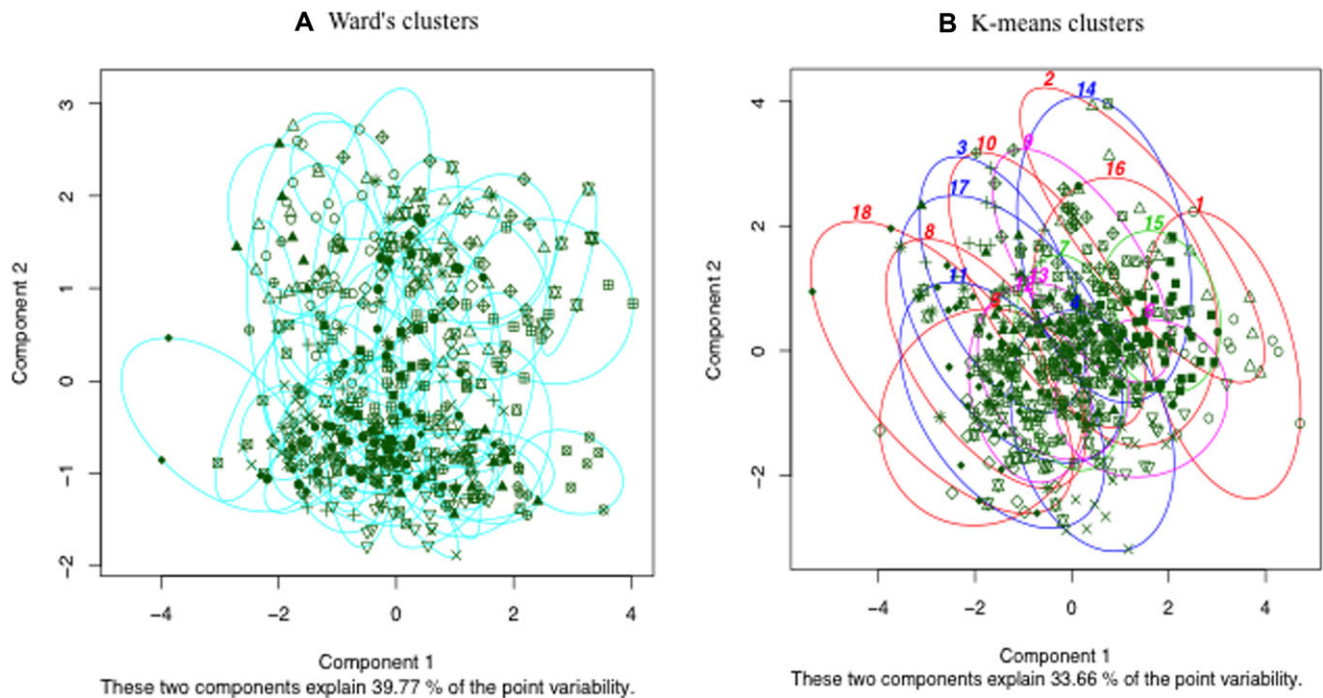 A Ward's clusters
3
2
1
0
−1
−2
Component 2
−4 −2 0 2 4
Component 1
These two components explain 39.77 % of the point variability.
B K-means clusters
4
2
0
−2
Component 2
2
14
3
10
9
17
16
18
1
8
15
7
11
13
−4 −2 0 2 4
Component 1
These two components explain 33.66 % of the point variability.